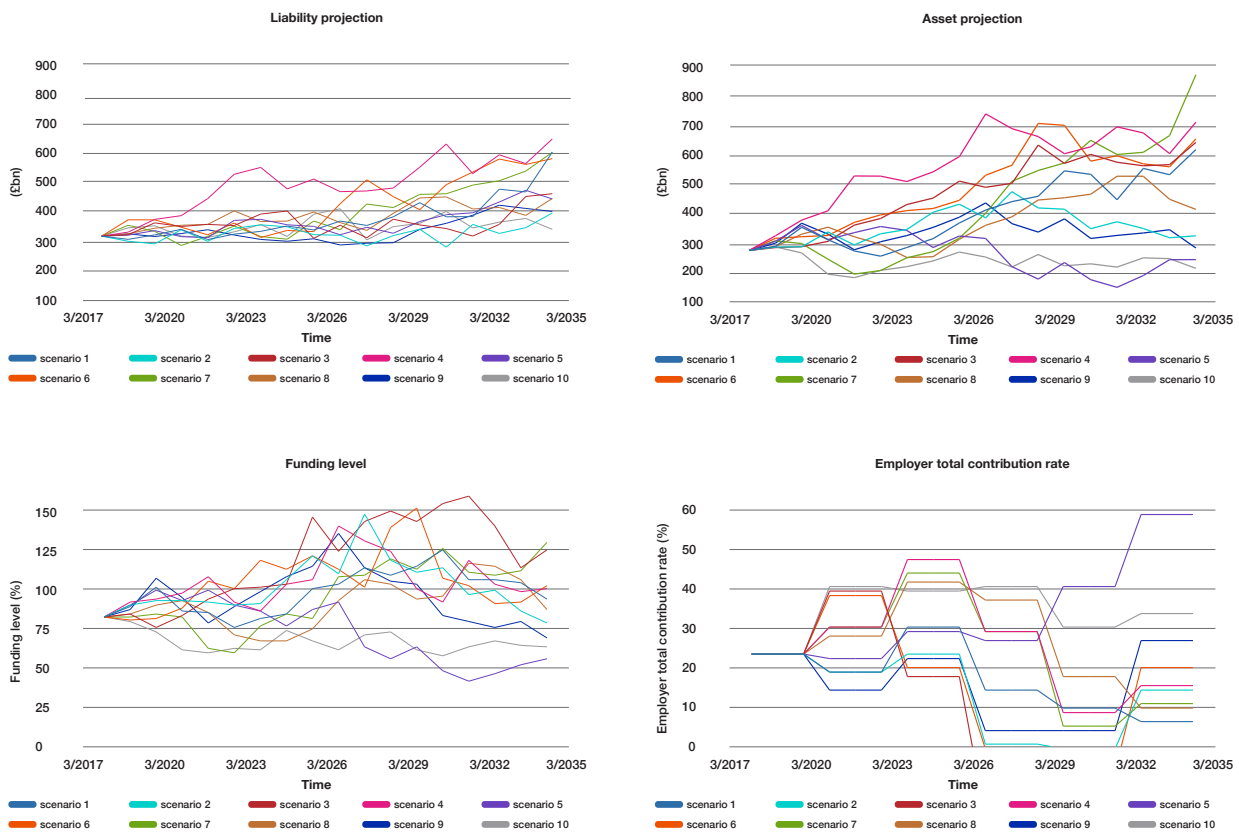 Liability projection
900
800
700
600
500
400
300
200
100
(£bn)
3/2017 3/2020 3/2023 3/2026 3/2029 3/2032 3/2035
Time
scenario 1 scenario 2 scenario 3 scenario 4 scenario 5
scenario 6 scenario 7 scenario 8 scenario 9 scenario 10
Asset projection
900
800
700
600
500
400
300
200
100
(£bn)
3/2017 3/2020 3/2023 3/2026 3/2029 3/2032 3/2035
Time
scenario 1 scenario 2 scenario 3 scenario 4 scenario 5
scenario 6 scenario 7 scenario 8 scenario 9 scenario 10
Funding level
150
125
100
75
50
25
0
Funding level (%)
3/2017 3/2020 3/2023 3/2026 3/2029 3/2032 3/2035
Time
scenario 1 scenario 2 scenario 3 scenario 4 scenario 5
scenario 6 scenario 7 scenario 8 scenario 9 scenario 10
Employer total contribution rate
60
50
40
30
20
10
0
Employer total contribution rate (%)
3/2017 3/2020 3/2023 3/2026 3/2029 3/2032 3/2035
Time
scenario 1 scenario 2 scenario 3 scenario 4 scenario 5
scenario 6 scenario 7 scenario 8 scenario 9 scenario 10